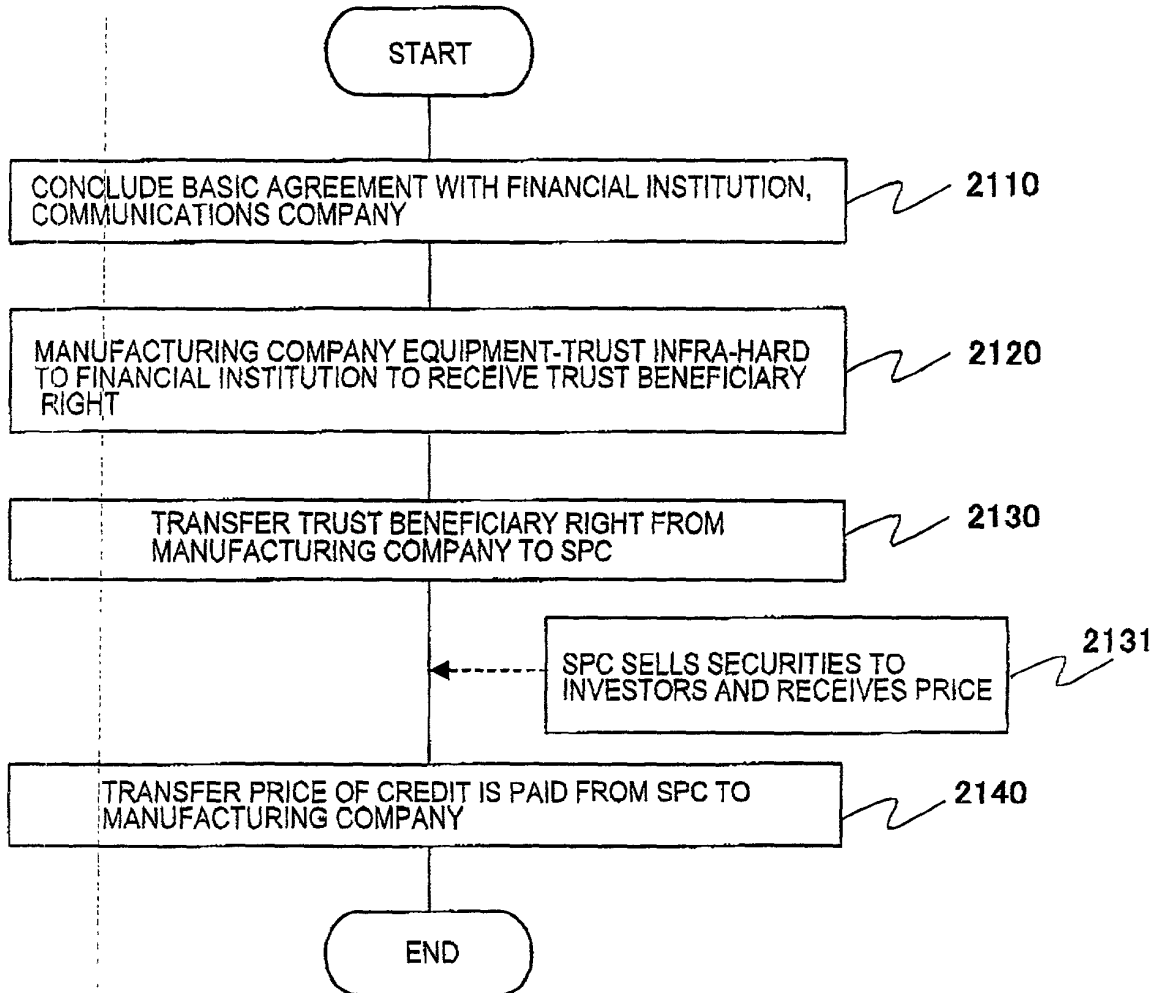 START
CONCLUDE BASIC AGREEMENT WITH FINANCIAL INSTITUTION,
COMMUNICATIONS COMPANY
2110
MANUFACTURING COMPANY EQUIPMENT-TRUST INFRA-HARD
TO FINANCIAL INSTITUTION TO RECEIVE TRUST BENEFICIARY
RIGHT
2120
TRANSFER TRUST BENEFICIARY RIGHT FROM
MANUFACTURING COMPANY TO SPC
2130
SPC SELLS SECURITIES TO
INVESTORS AND RECEIVES PRICE
2131
TRANSFER PRICE OF CREDIT IS PAID FROM SPC TO
MANUFACTURING COMPANY
2140
END